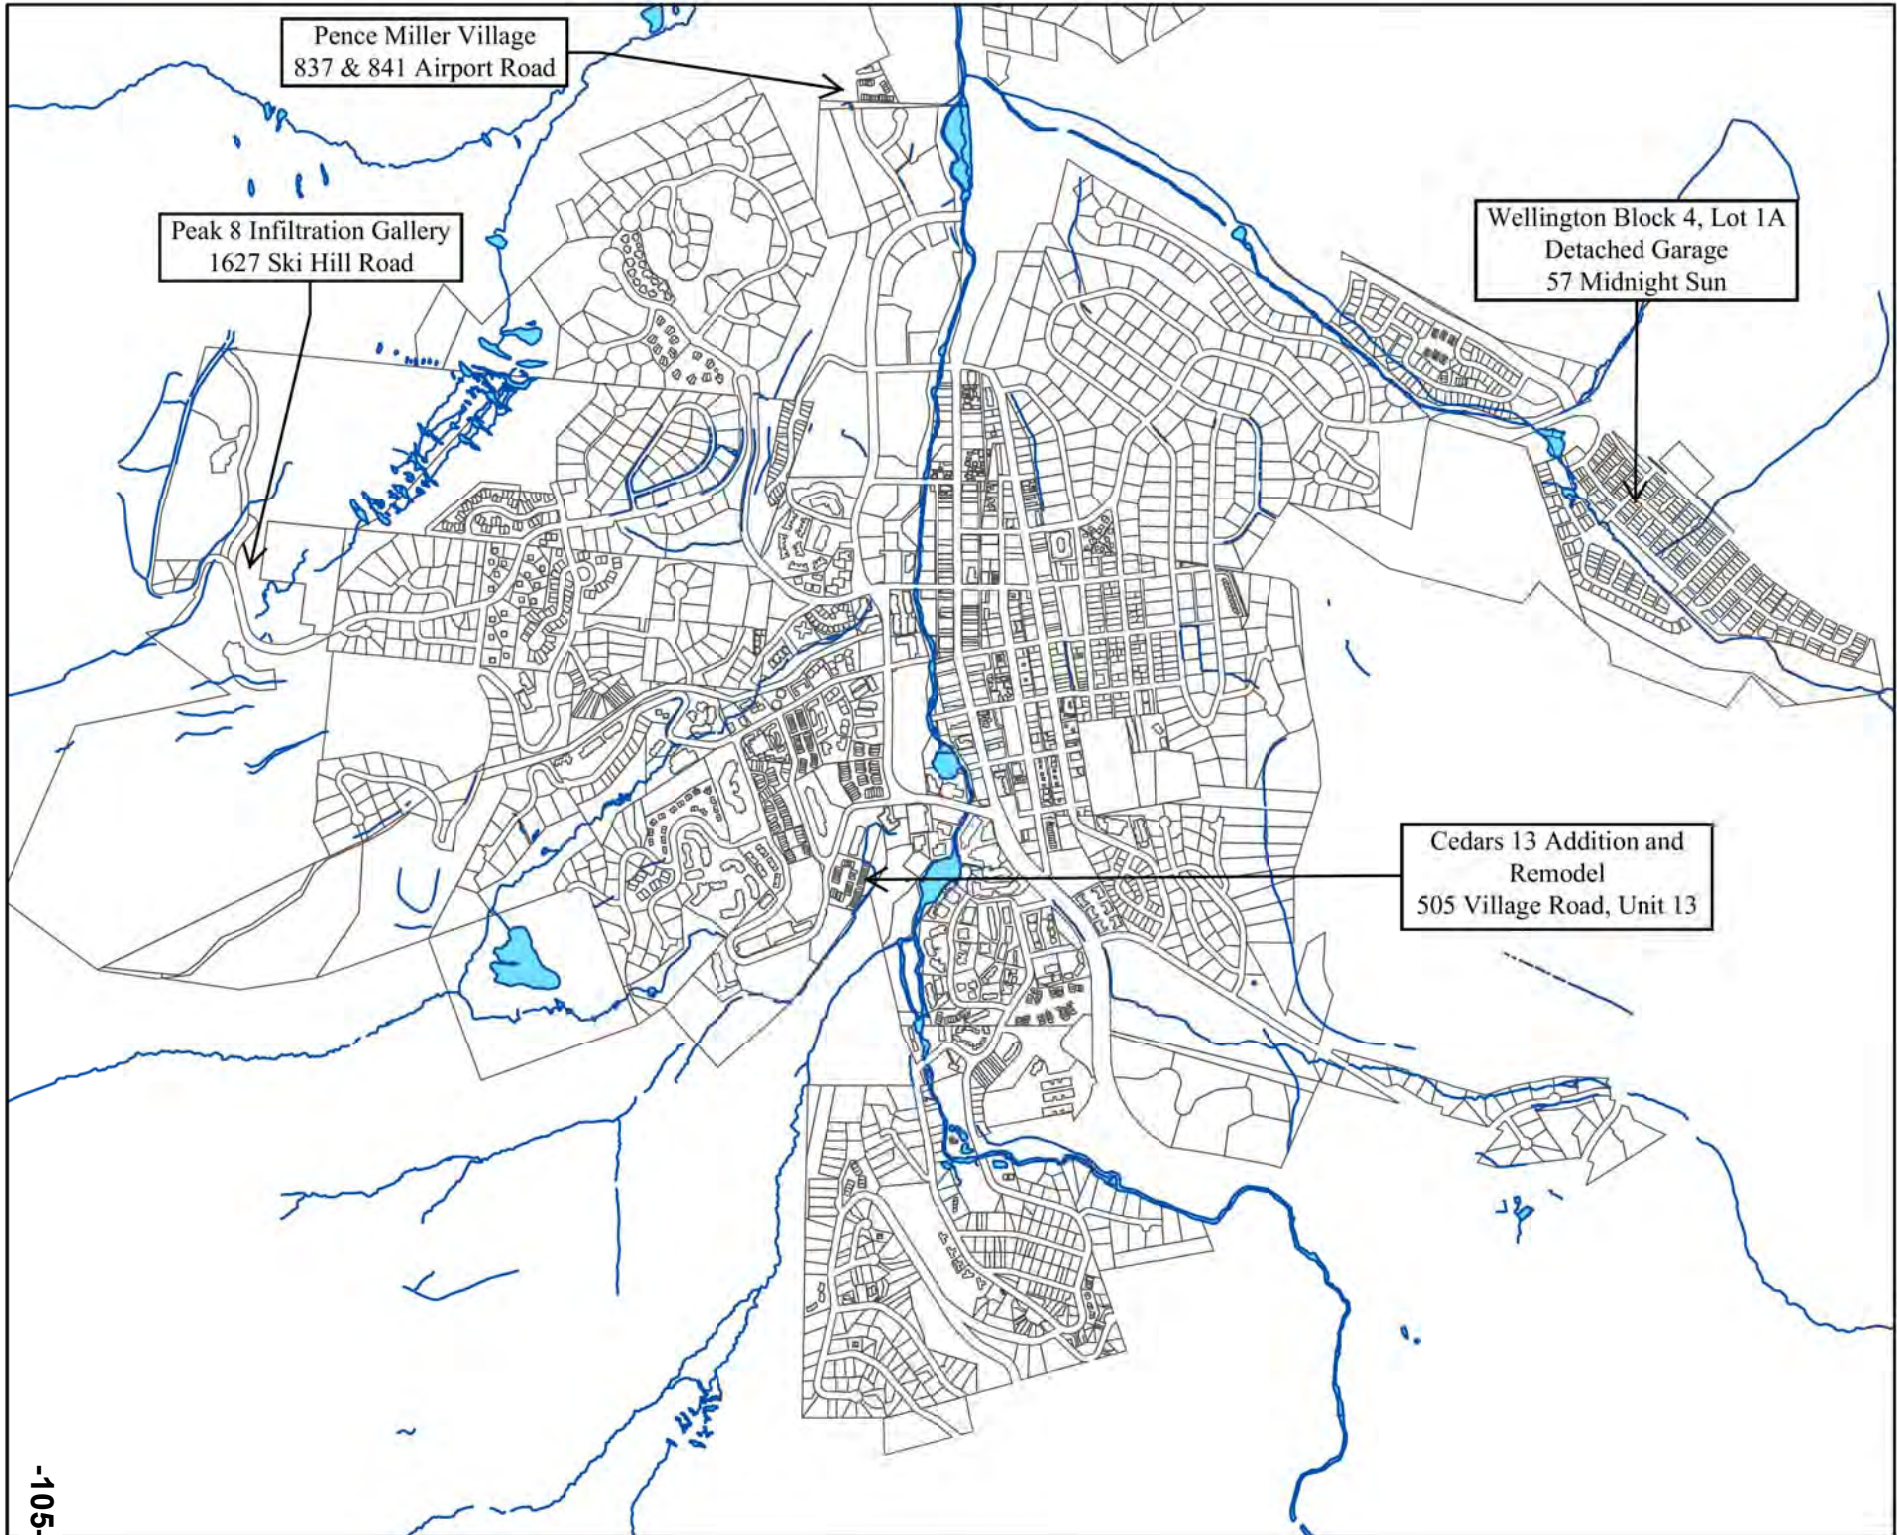 Pence Miller Village
837 & 841 Airport Road
Peak 8 Infiltration Gallery
1627 Ski Hill Road
Wellington Block 4, Lot 1A
Detached Garage
57 Midnight Sun
Cedars 13 Addition and
Remodel
505 Village Road, Unit 13
-105-